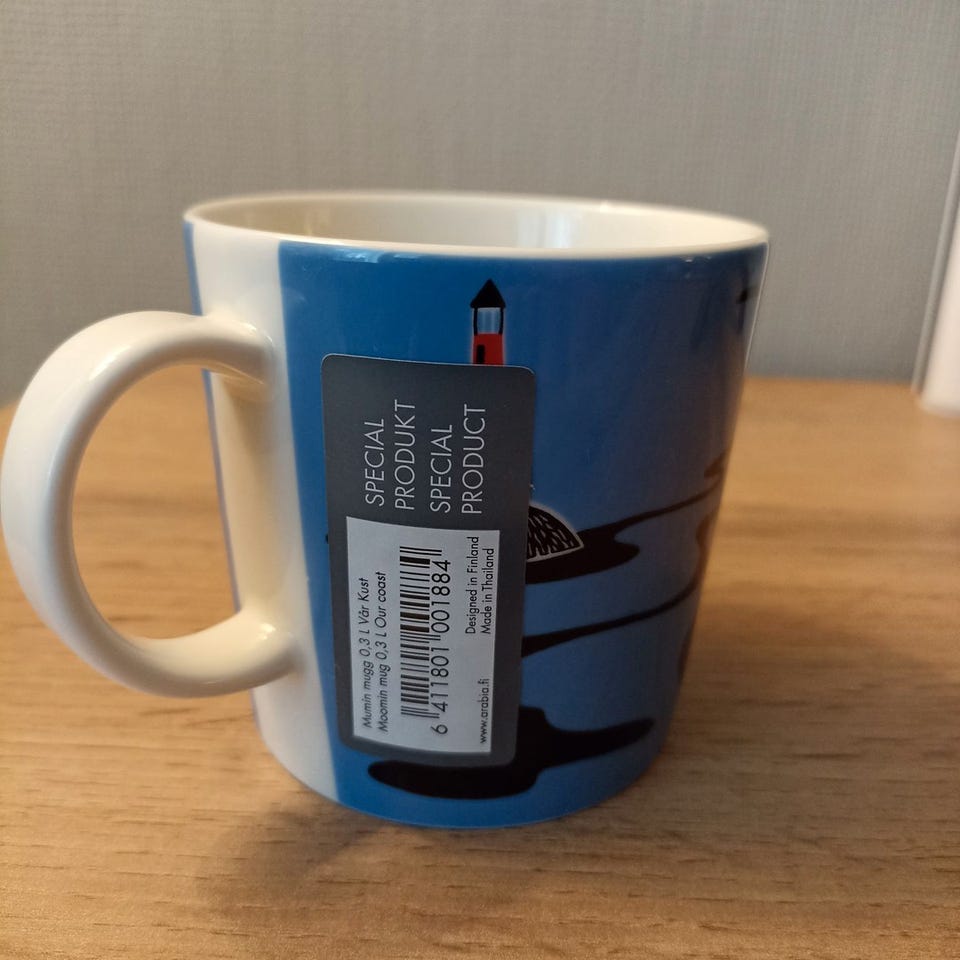 SPECIAL
PRODUKT
SPECIAL
PRODUCT
Mumin mugg 0,3 L Vår Kust
Moomin mug 0,3 L Our coast
6 411801 001884
Designed in Finland
Made in Thailand
www.arabia.fi